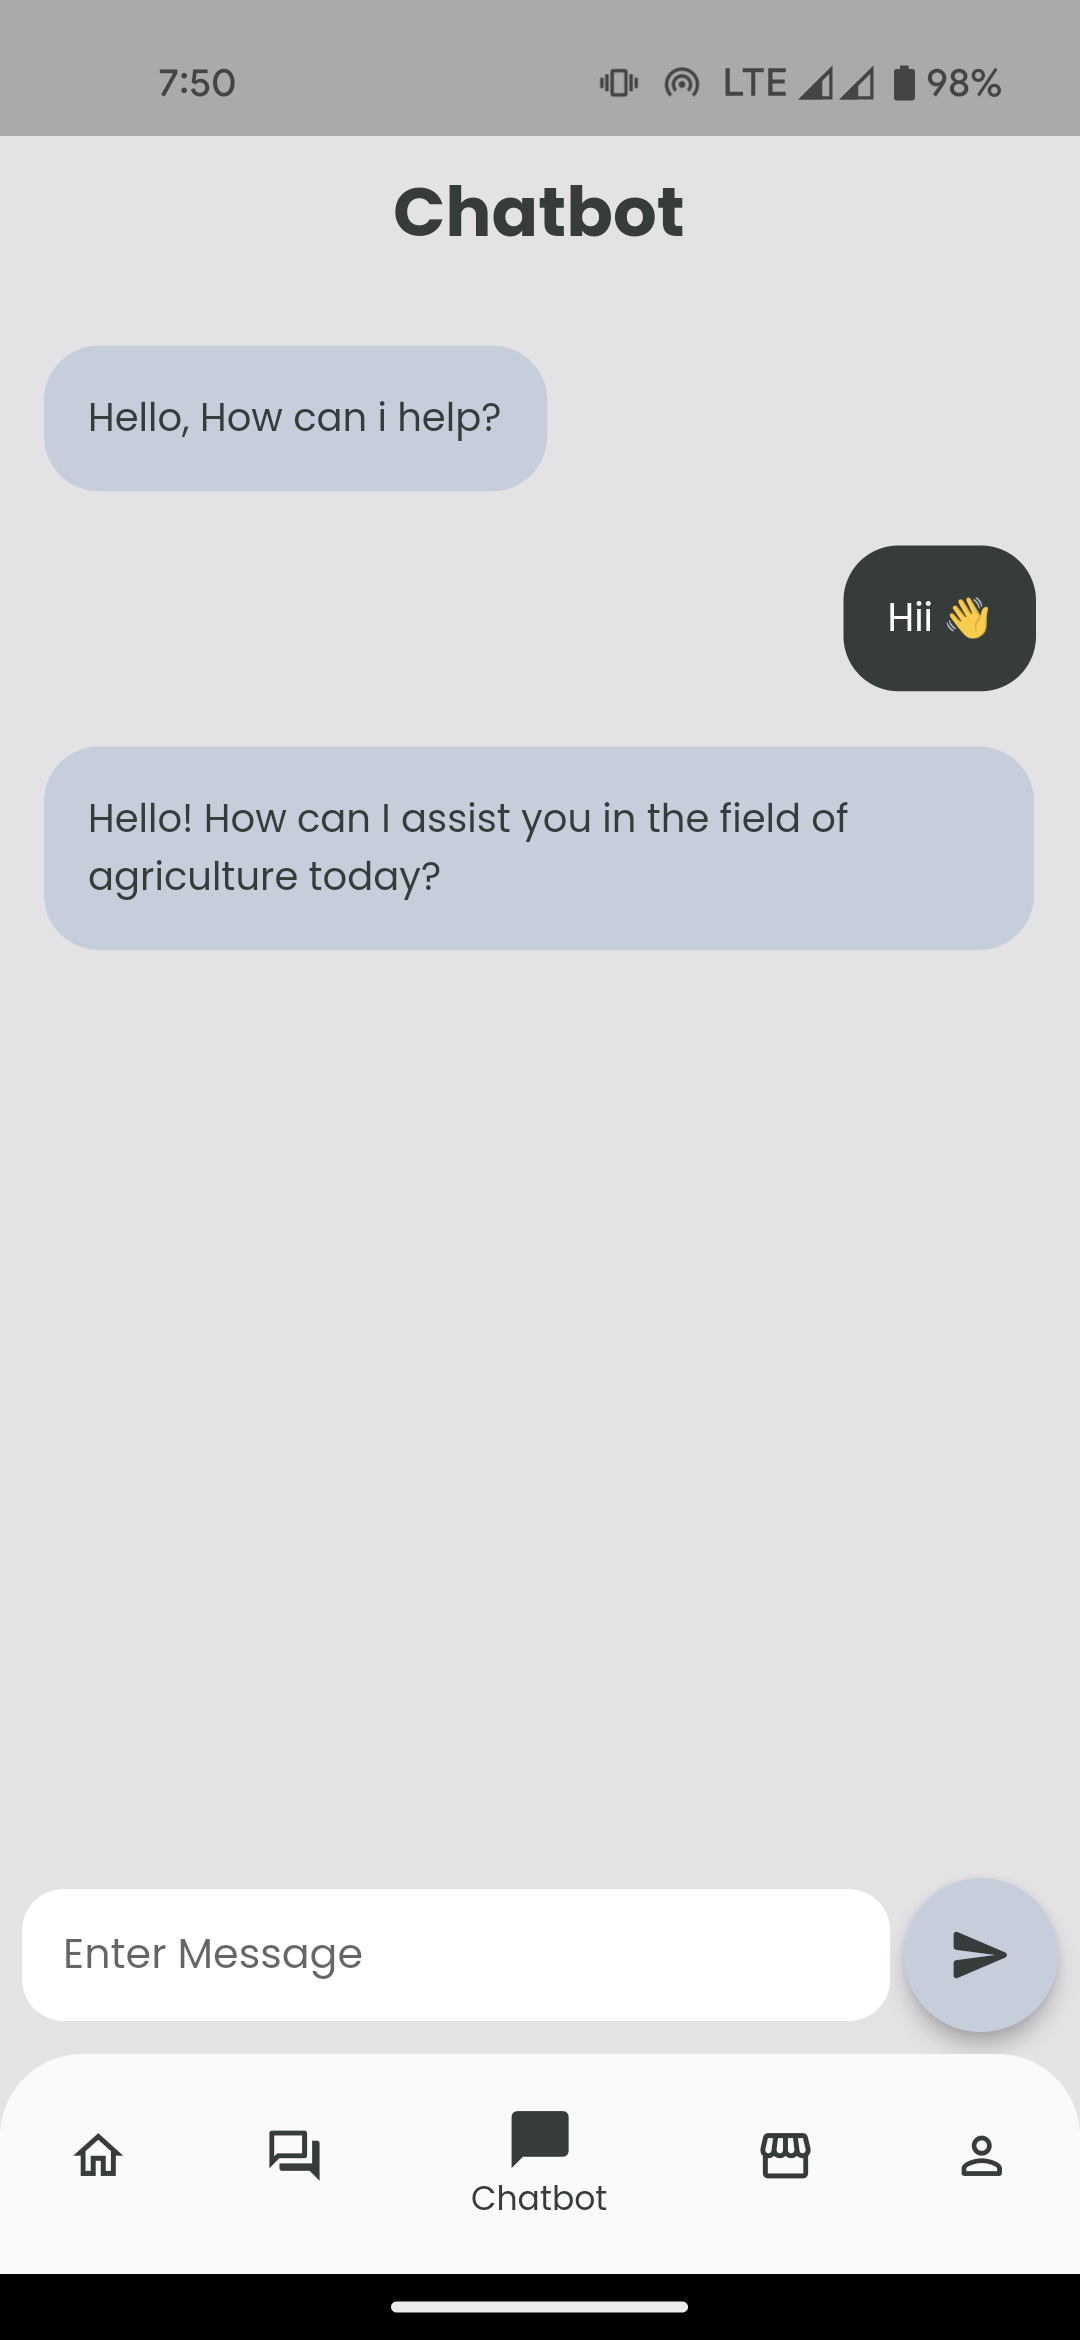 7:50 LTE 98%
Chatbot
Hello, How can i help?
Hii 👋
Hello! How can I assist you in the field of
agriculture today?
Enter Message
Chatbot